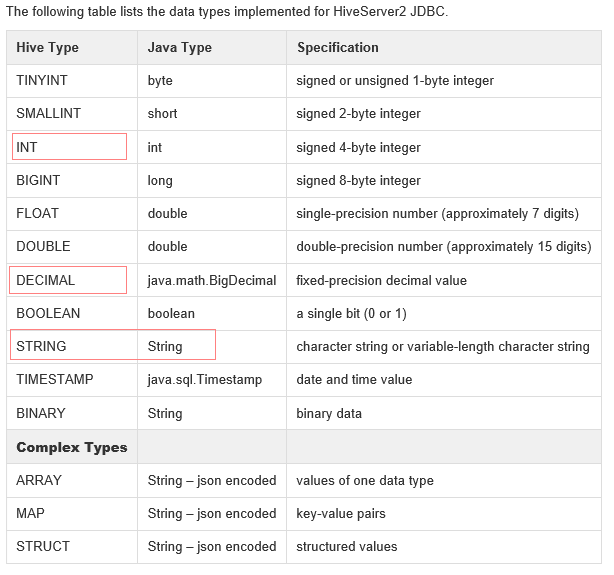 The following table lists the data types implemented for HiveServer2 JDBC.
Hive Type Java Type Specification
TINYINT byte signed or unsigned 1-byte integer
SMALLINT short signed 2-byte integer
INT int signed 4-byte integer
BIGINT long signed 8-byte integer
FLOAT double single-precision number (approximately 7 digits)
DOUBLE double double-precision number (approximately 15 digits)
DECIMAL java.math.BigDecimal fixed-precision decimal value
BOOLEAN boolean a single bit (0 or 1)
STRING String character string or variable-length character string
TIMESTAMP java.sql.Timestamp date and time value
BINARY String binary data
Complex Types
ARRAY String – json encoded values of one data type
MAP String – json encoded key-value pairs
STRUCT String – json encoded structured values